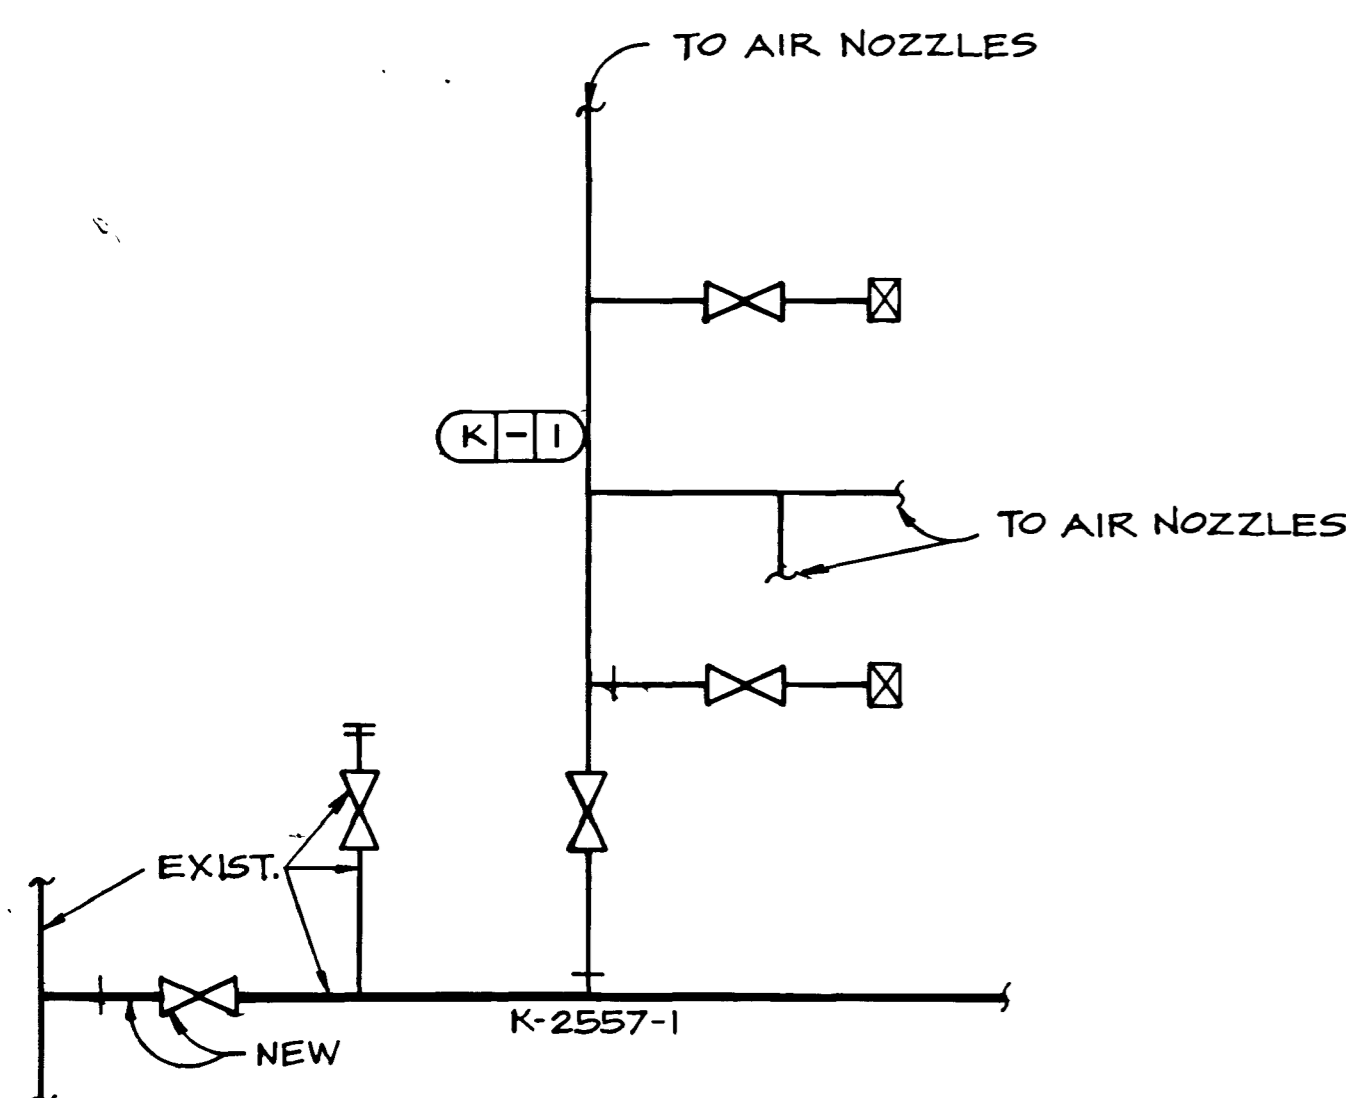 TO AIR NOZZLES
K - 1
TO AIR NOZZLES
EXIST.
K-2557-1
NEW